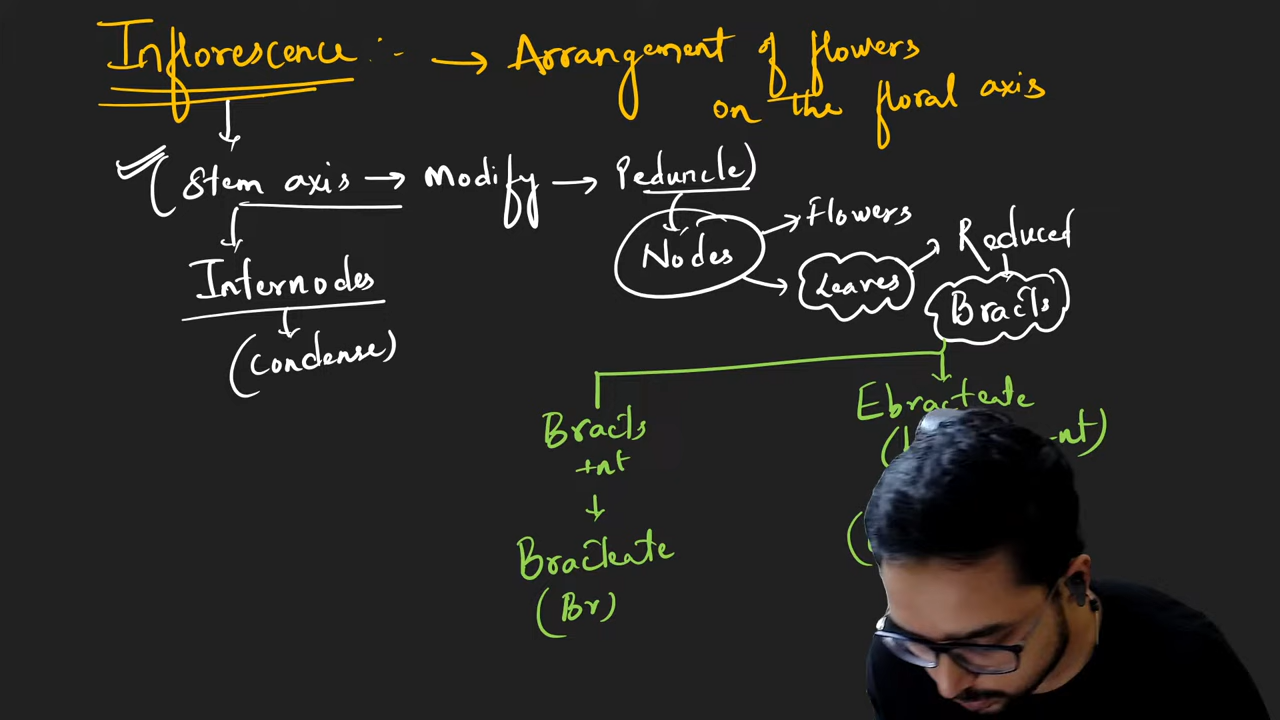 Inflorescence :- → Arrangement of flowers
on the floral axis
(Stem axis → Modify → Peduncle)
Internodes
(Condense)
Nodes
Flowers
Leaves
Reduced
Bracts
Bracts
+nt
Bracteate
(Br)
Ebracteate
-nt)